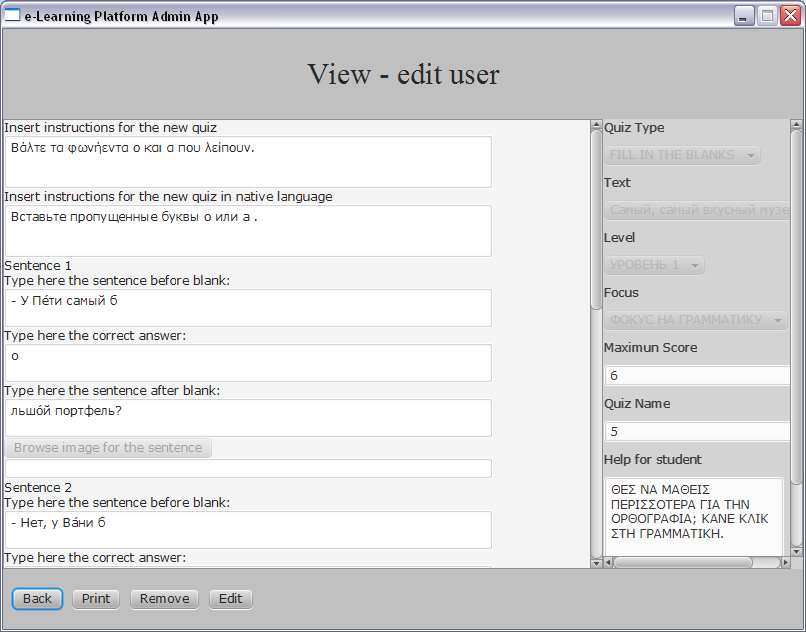 e-Learning Platform Admin App
View - edit user
Insert instructions for the new quiz
Βάλτε τα φωνήεντα ο και α που λείπουν.
Insert instructions for the new quiz in native language
Вставьте пропущенные буквы о или а .
Sentence 1
Type here the sentence before blank:
- У Пе́ти самый б
Type here the correct answer:
о
Type here the sentence after blank:
льшо́й портфель?
Browse image for the sentence
Sentence 2
Type here the sentence before blank:
- Нет, у Ва́ни б
Type here the correct answer:
Quiz Type
FILL IN THE BLANKS
Text
Самый, самый вкусный музе
Level
УРОВЕНЬ 1
Focus
ФОКУС НА ГРАММАТИКУ
Maximun Score
6
Quiz Name
5
Help for student
ΘΕΣ ΝΑ ΜΑΘΕΙΣ
ΠΕΡΙΣΣΟΤΕΡΑ ΓΙΑ ΤΗΝ
ΟΡΘΟΓΡΑΦΙΑ; ΚΑΝΕ ΚΛΙΚ
ΣΤΗ ΓΡΑΜΜΑΤΙΚΗ.
Back Print Remove Edit